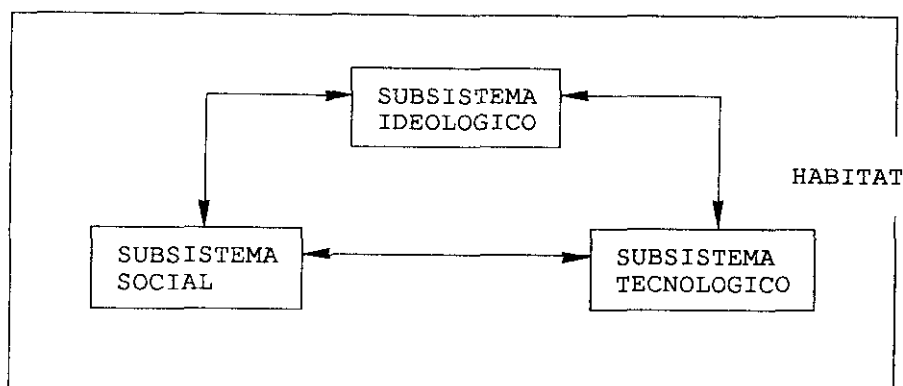 SUBSISTEMA
IDEOLOGICO
HABITAT
SUBSISTEMA
SOCIAL
SUBSISTEMA
TECNOLOGICO